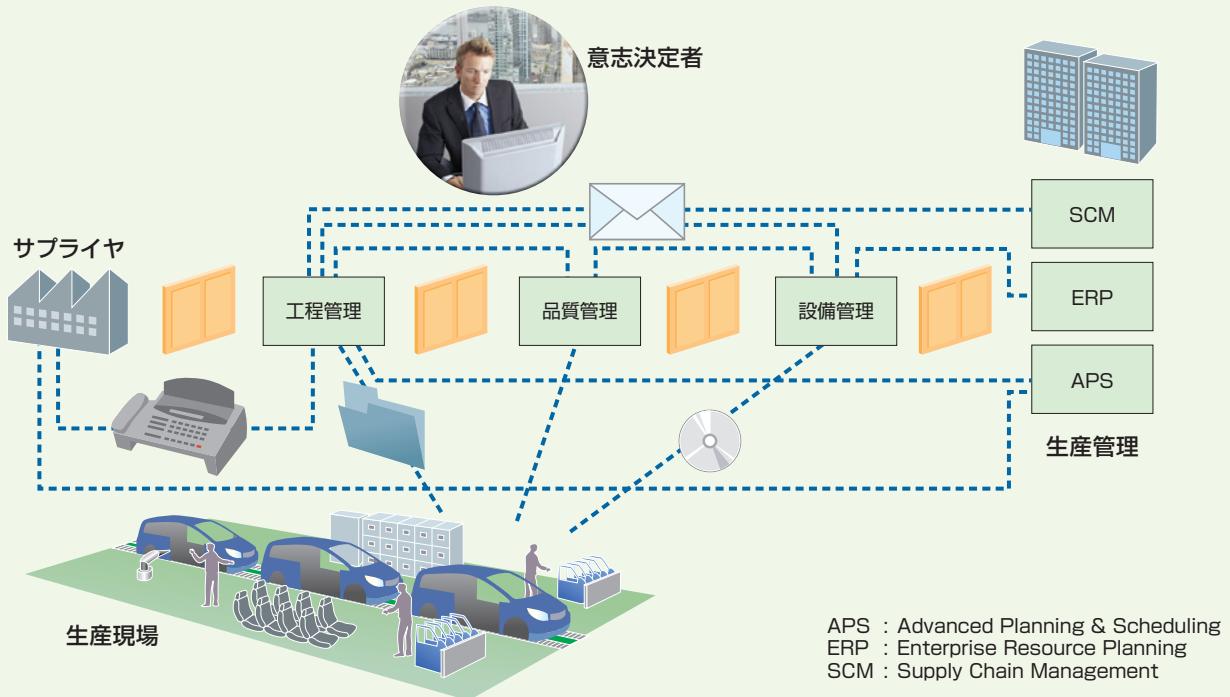 意志決定者
サプライヤ
SCM
工程管理
品質管理
設備管理
ERP
APS
生産管理
生産現場
APS : Advanced Planning & Scheduling
ERP : Enterprise Resource Planning
SCM : Supply Chain Management